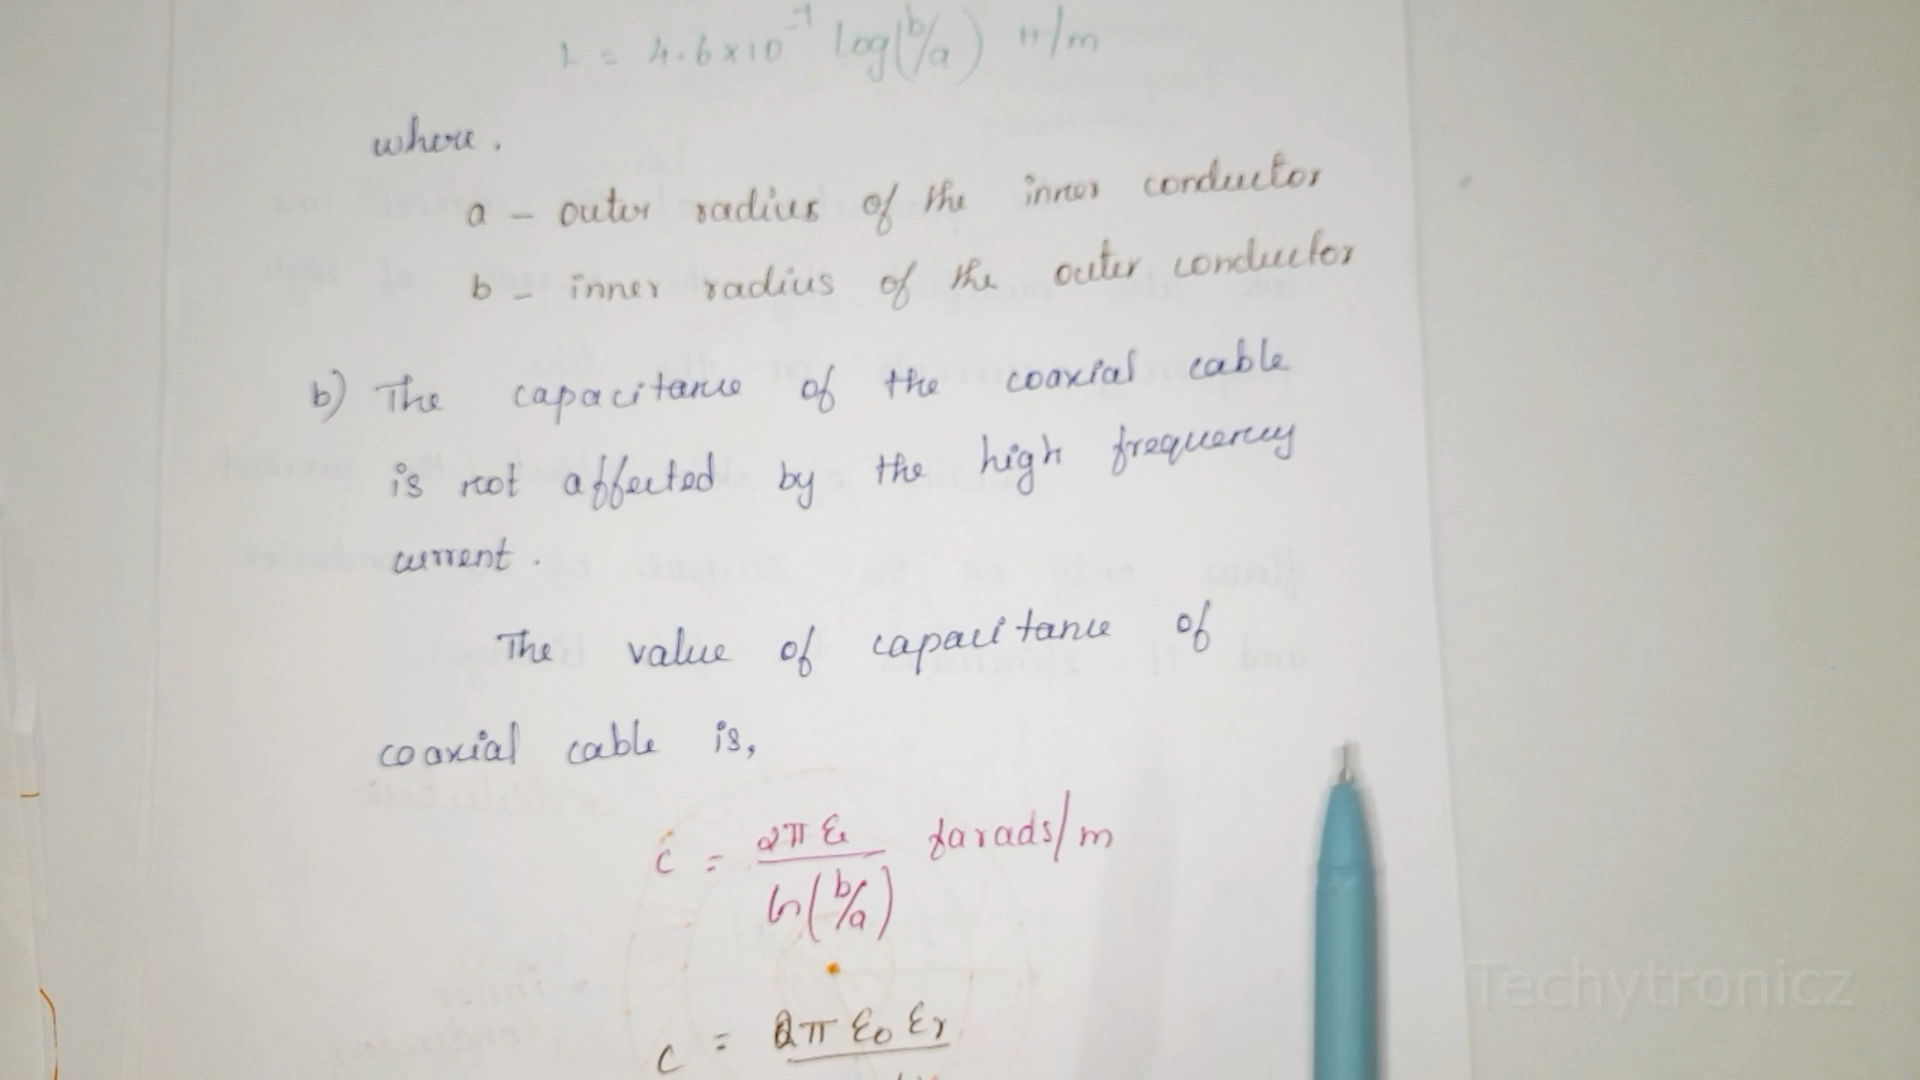 L = 4.6×10⁻⁷ log(b/a) H/m
where,
a – outer radius of the inner conductor
b – inner radius of the outer conductor
b) The capacitance of the coaxial cable
is not affected by the high frequency
current.
The value of capacitance of
coaxial cable is,
C = 2πε / ln(b/a) farads/m
C = 2π ε₀ εᵣ
Techytronicz